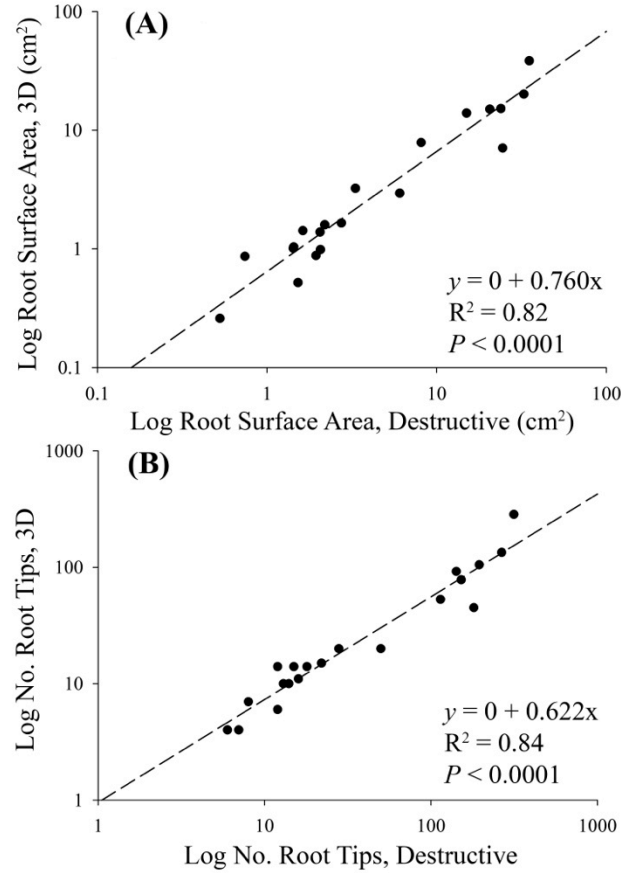 (A)
Log Root Surface Area, 3D (cm²)
100
10
1
0.1
y = 0 + 0.760x
R² = 0.82
P < 0.0001
0.1 1 10 100
Log Root Surface Area, Destructive (cm²)
(B)
Log No. Root Tips, 3D
1000
100
10
1
y = 0 + 0.622x
R² = 0.84
P < 0.0001
1 10 100 1000
Log No. Root Tips, Destructive